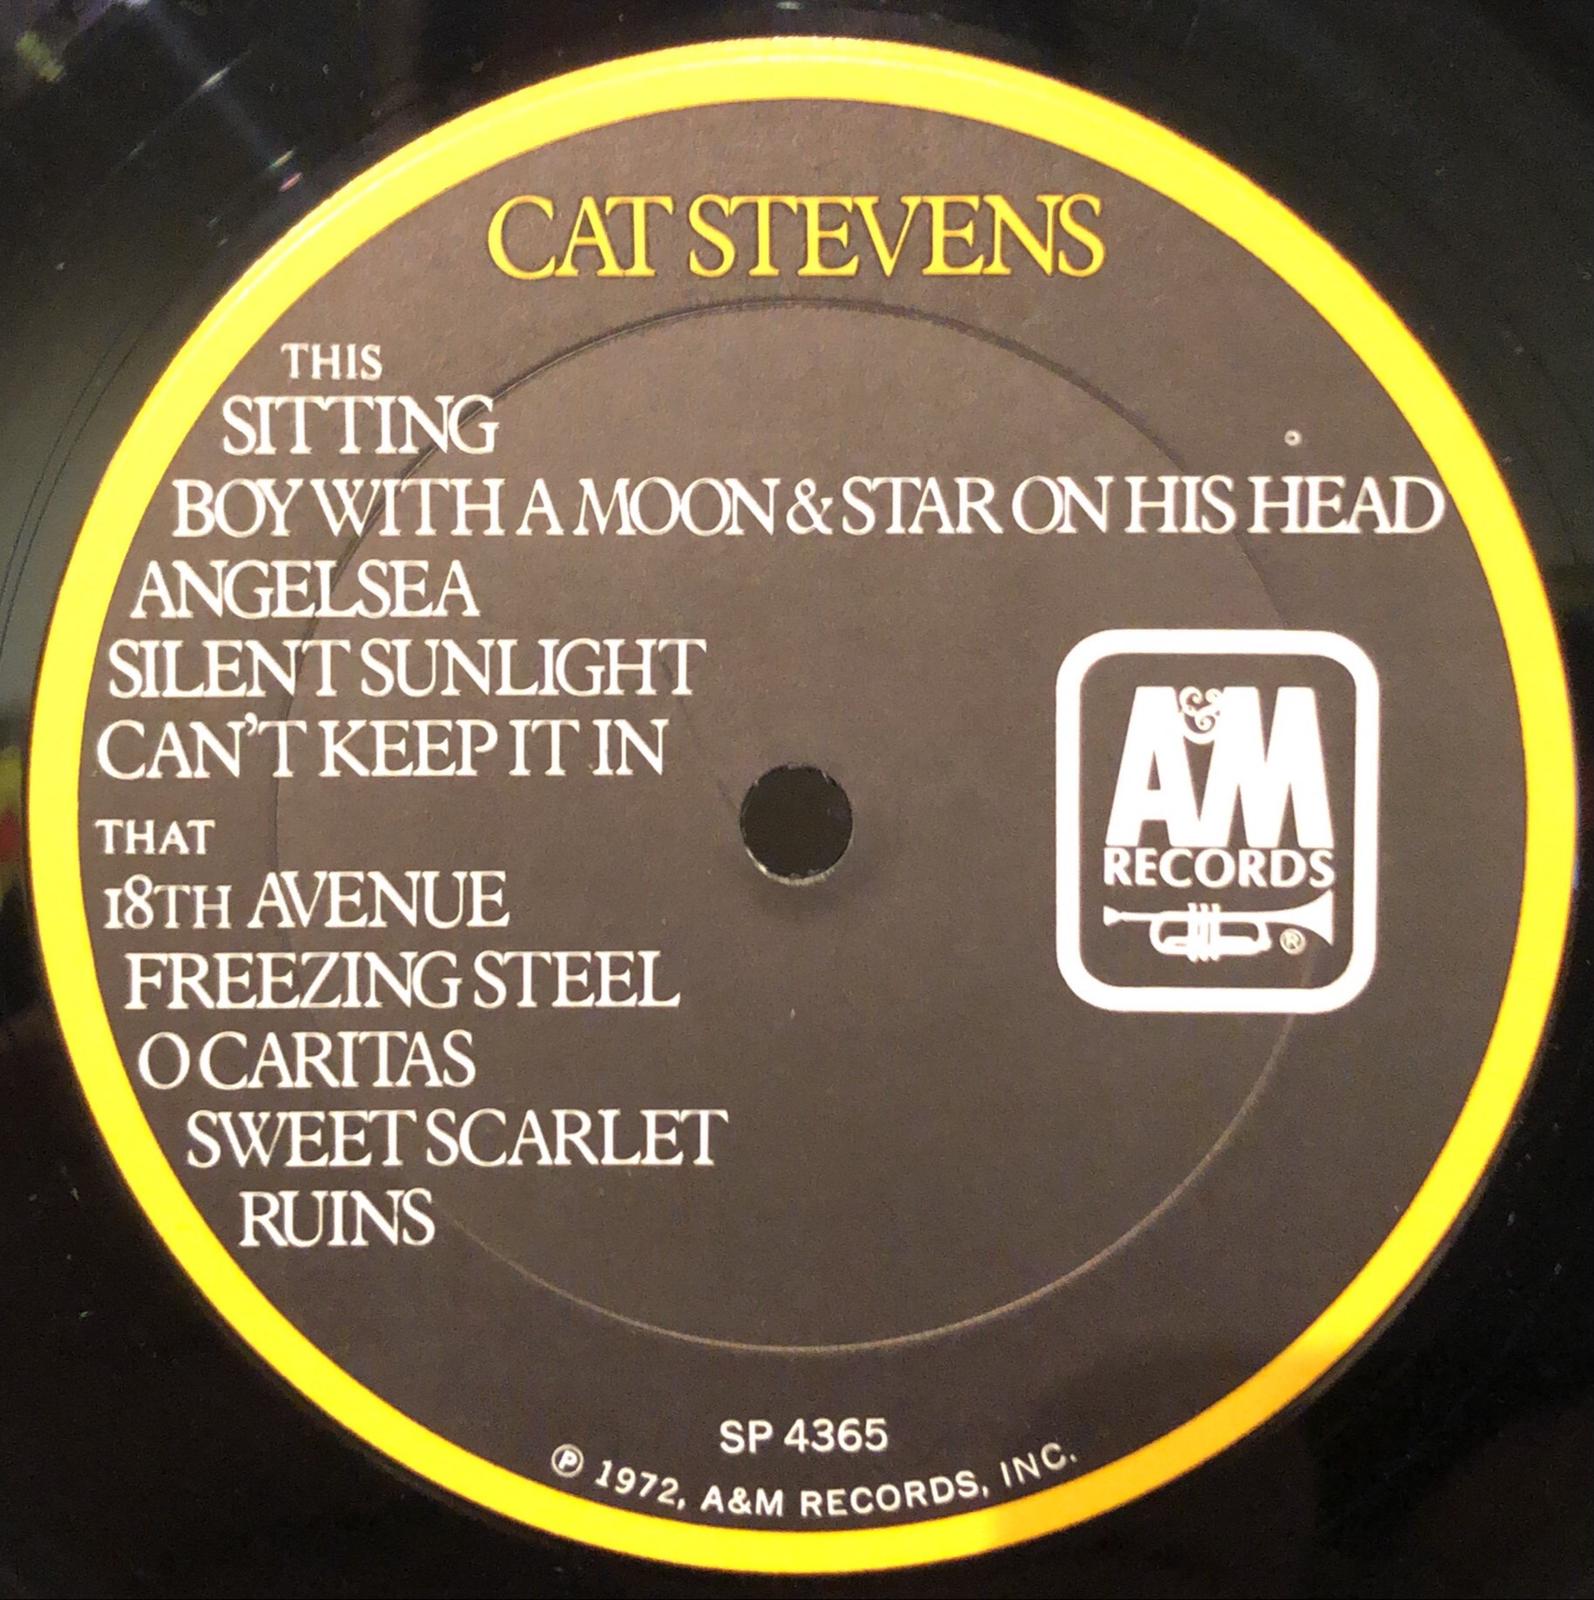 CAT STEVENS
THIS
SITTING
BOY WITH A MOON & STAR ON HIS HEAD
ANGELSEA
SILENT SUNLIGHT
CAN'T KEEP IT IN
THAT
18TH AVENUE
FREEZING STEEL
O CARITAS
SWEET SCARLET
RUINS
A&M
RECORDS
®
SP 4365
℗ 1972, A&M RECORDS, INC.